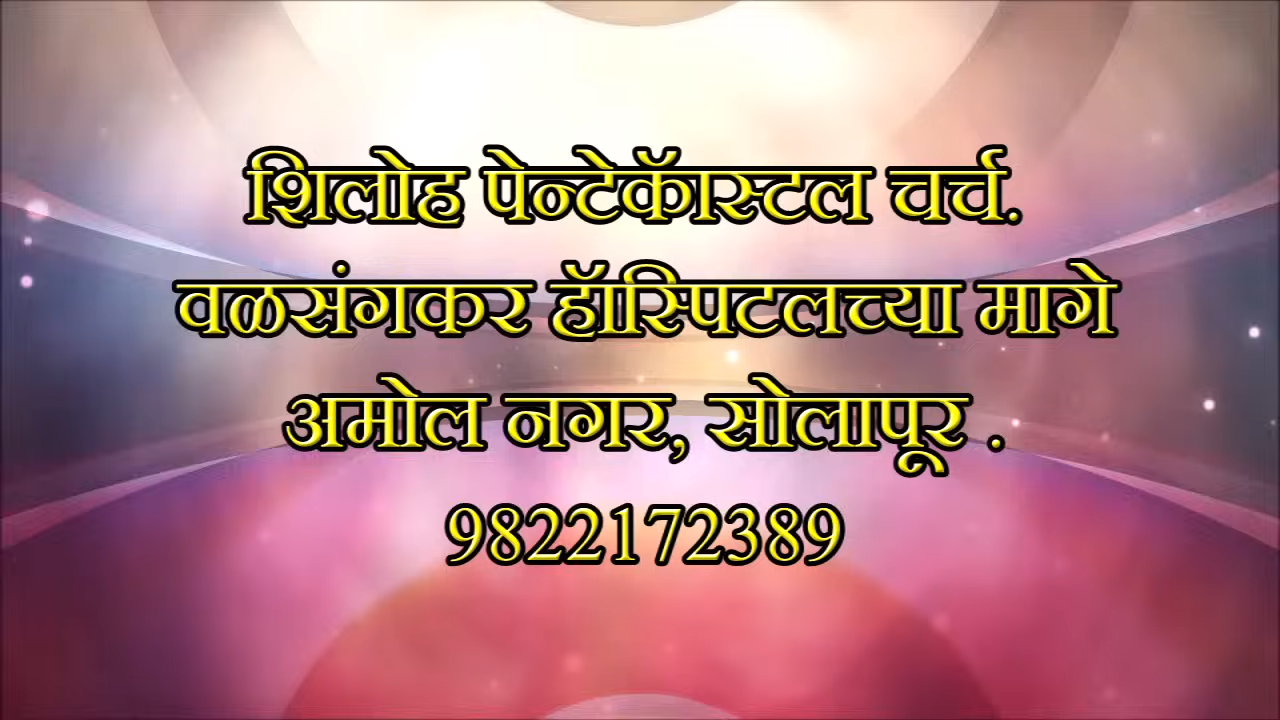 शिलोह पेन्टेकॅास्टल चर्च.
वळसंगकर हॅास्पिटलच्या मागे
अमोल नगर, सोलापूर .
9822172389